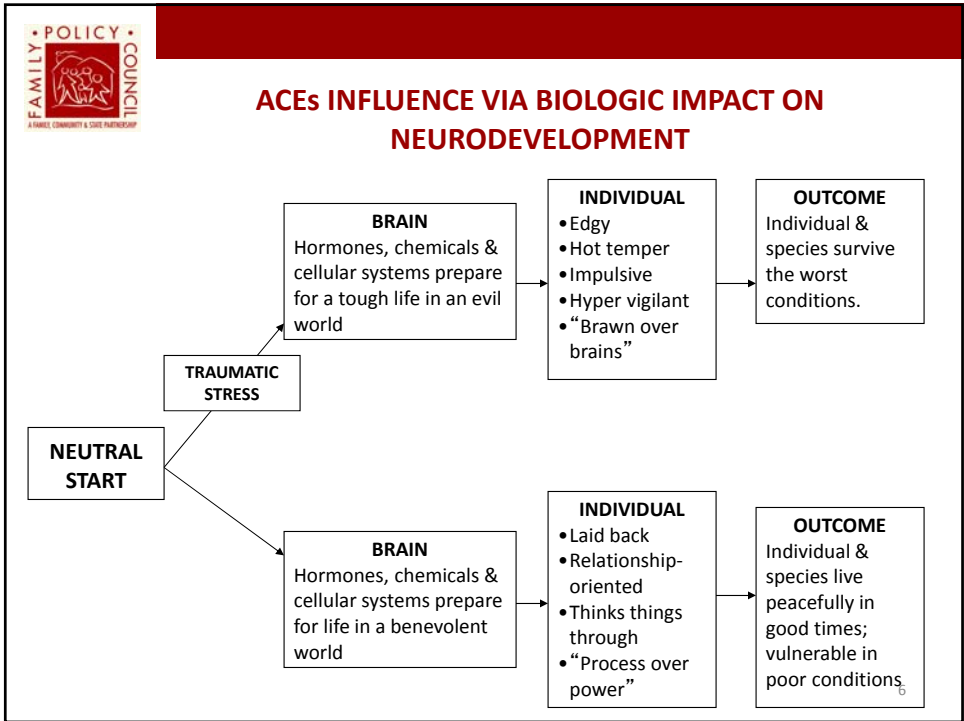 • POLICY •
FAMILY
COUNCIL
A FAMILY, COMMUNITY & STATE PARTNERSHIP
ACEs INFLUENCE VIA BIOLOGIC IMPACT ON
NEURODEVELOPMENT
NEUTRAL
START
TRAUMATIC
STRESS
BRAIN
Hormones, chemicals &
cellular systems prepare
for a tough life in an evil
world
INDIVIDUAL
•Edgy
•Hot temper
•Impulsive
•Hyper vigilant
•“Brawn over
brains”
OUTCOME
Individual &
species survive
the worst
conditions.
BRAIN
Hormones, chemicals &
cellular systems prepare
for life in a benevolent
world
INDIVIDUAL
•Laid back
•Relationship-
oriented
•Thinks things
through
•“Process over
power”
OUTCOME
Individual &
species live
peacefully in
good times;
vulnerable in
poor conditions
6